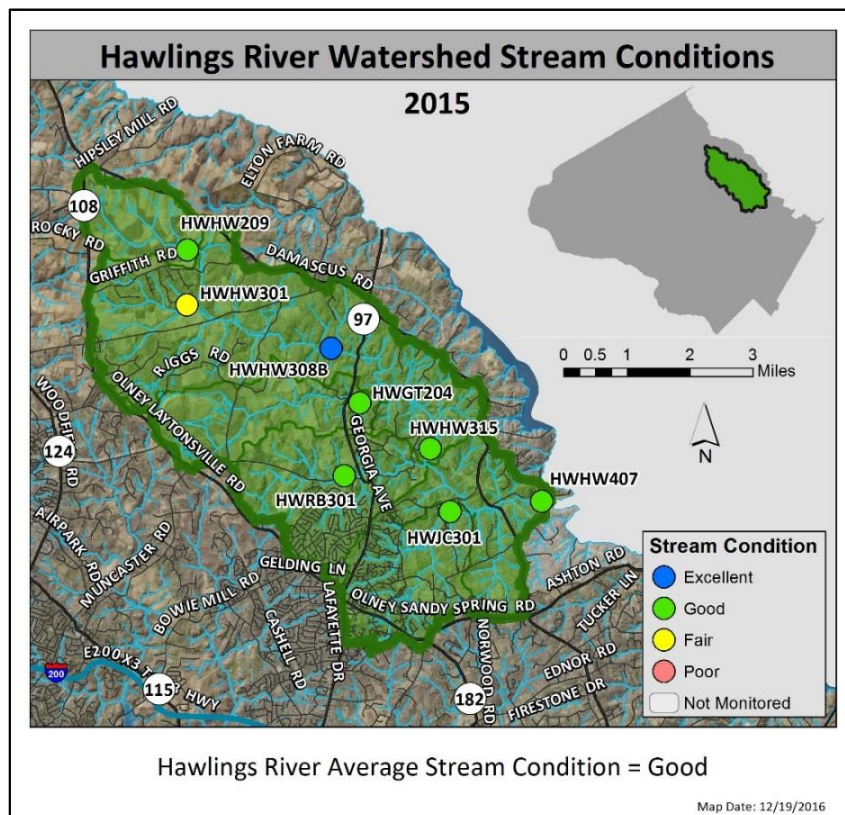 Hawlings River Watershed Stream Conditions
2015
HIPSLEY MILL RD
ELTON FARM RD
108
HWHW209
ROCKY RD
GRIFFITH RD
DAMASCUS RD
HWHW301
97
RIGGS RD
HWHW308B
0 0.5 1 2 3
Miles
HWGT204
OLNEY LAYTONSVILLE RD
GEORGIA AVE
HWHW315
N
124
HWRB301
HWHW407
HWJC301
AIRPARK RD
MUNCASTER RD
GELDING LN
ASHTON RD
BOWIE MILL RD
LAFAYETTE DR
OLNEY SANDY SPRING RD
TUCKER LN
CASHELL RD
NORWOOD RD
EDNOR RD
200
115
182
FIRESTONE DR
Stream Condition
Excellent
Good
Fair
Poor
Not Monitored
Hawlings River Average Stream Condition = Good
Map Date: 12/19/2016